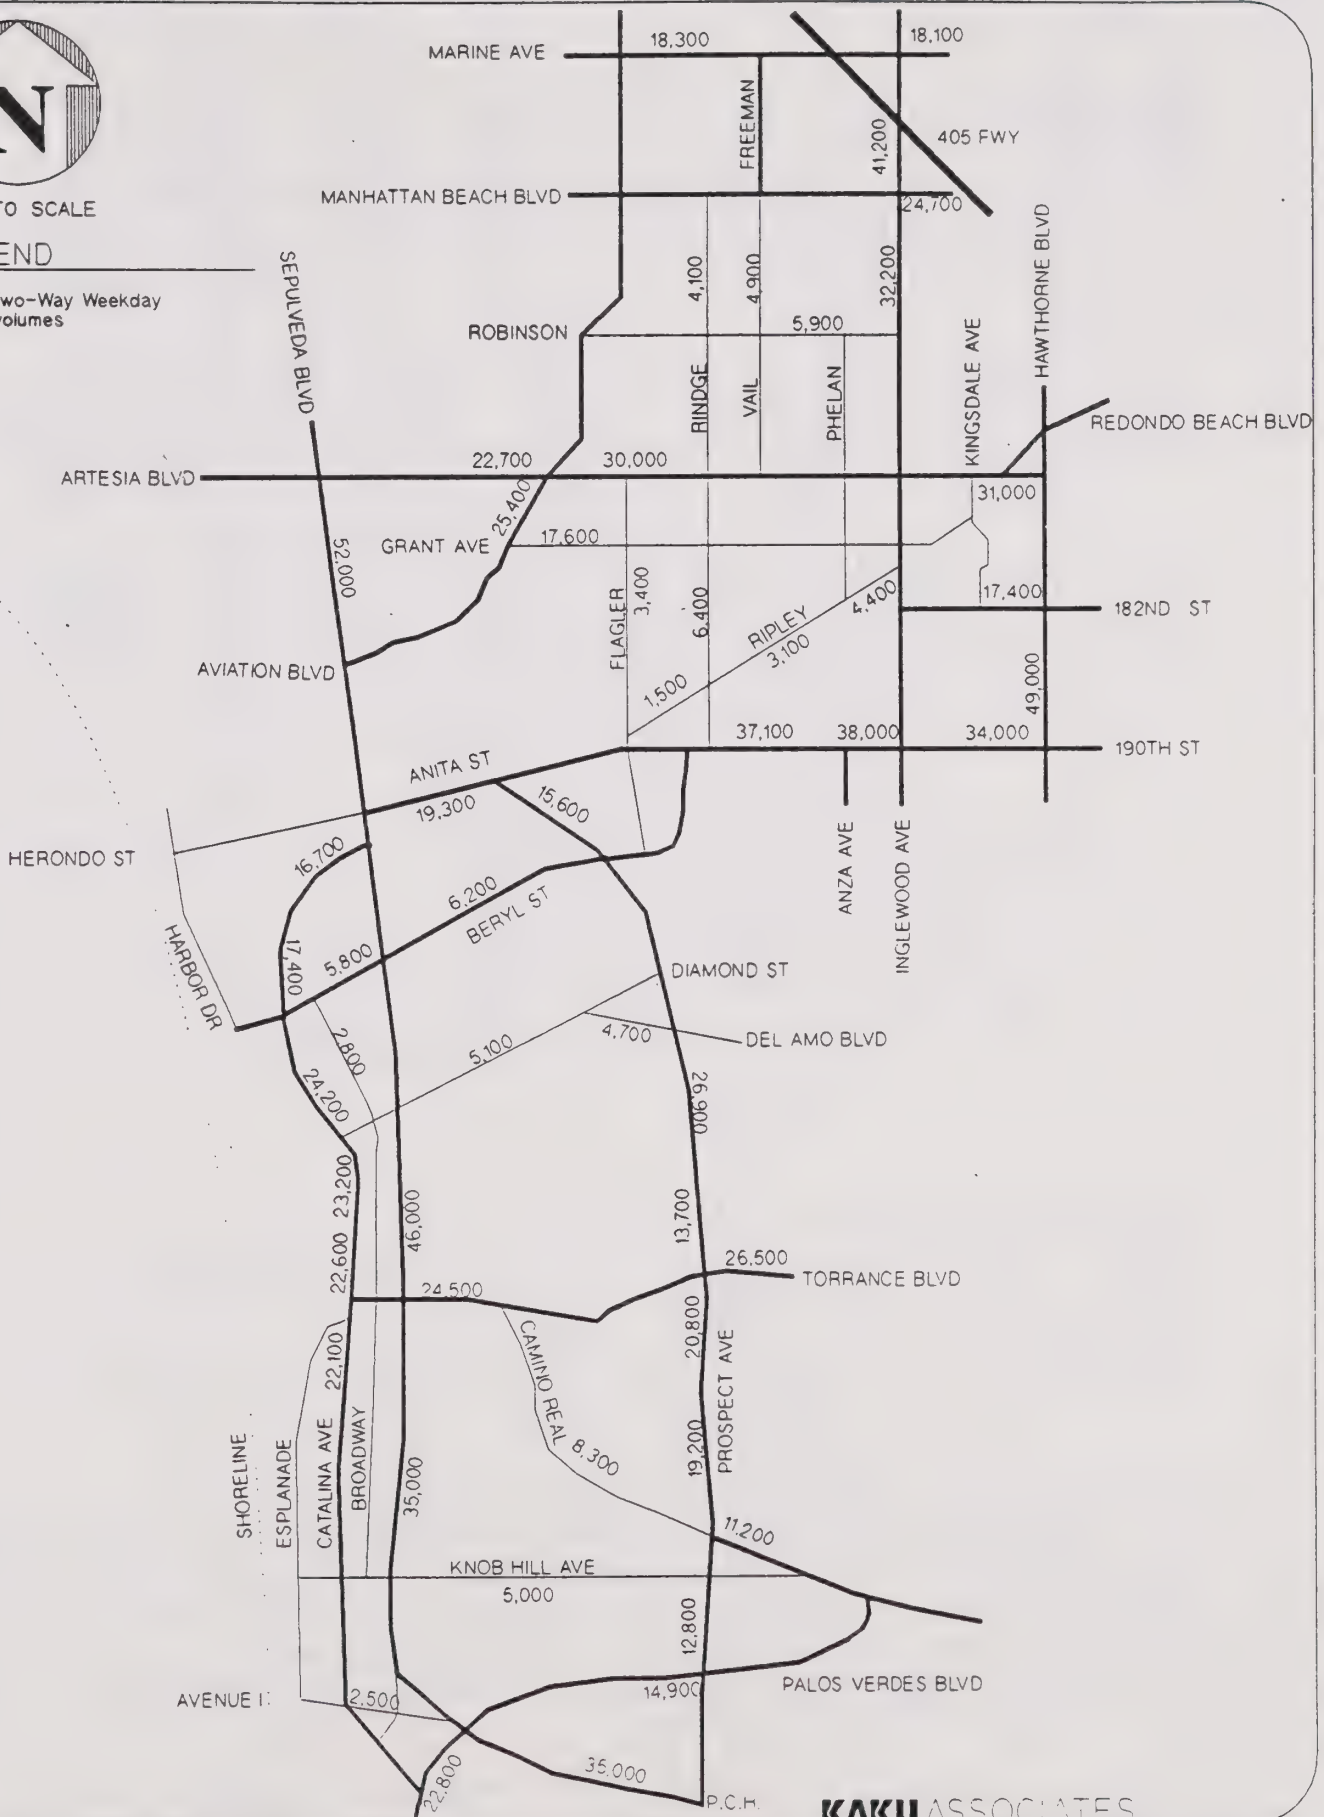 MARINE AVE
18,300
18,100
N
FREEMAN
41,200
405 FWY
TO SCALE
MANHATTAN BEACH BLVD
24,700
END
SEPULVEDA BLVD
4,100
4,900
32,200
HAWTHORNE BLVD
wo-Way Weekday
volumes
ROBINSON
5,900
KINGSDALE AVE
RINDGE
VAIL
PHELAN
REDONDO BEACH BLVD
ARTESIA BLVD
22,700
30,000
31,000
25,400
52,000
GRANT AVE
17,600
FLAGLER
3,400
6,400
RIPLEY
4,400
17,400
182ND ST
3,100
AVIATION BLVD
1,500
49,000
37,100
38,000
34,000
190TH ST
ANITA ST
19,300
15,600
HERONDO ST
16,700
ANZA AVE
INGLEWOOD AVE
6,200
BERYL ST
HARBOR DR
17,400
5,800
DIAMOND ST
2,800
5,100
4,700
DEL AMO BLVD
24,200
26,900
23,200
46,000
13,700
22,600
24,500
26,500
TORRANCE BLVD
22,100
CAMINO REAL
20,800
PROSPECT AVE
SHORELINE
ESPLANADE
CATALINA AVE
BROADWAY
35,000
8,300
19,200
11,200
KNOB HILL AVE
5,000
12,800
AVENUE I
2,500
14,900
PALOS VERDES BLVD
22,800
35,000
P.C.H.
KAKU ASSOCIATES